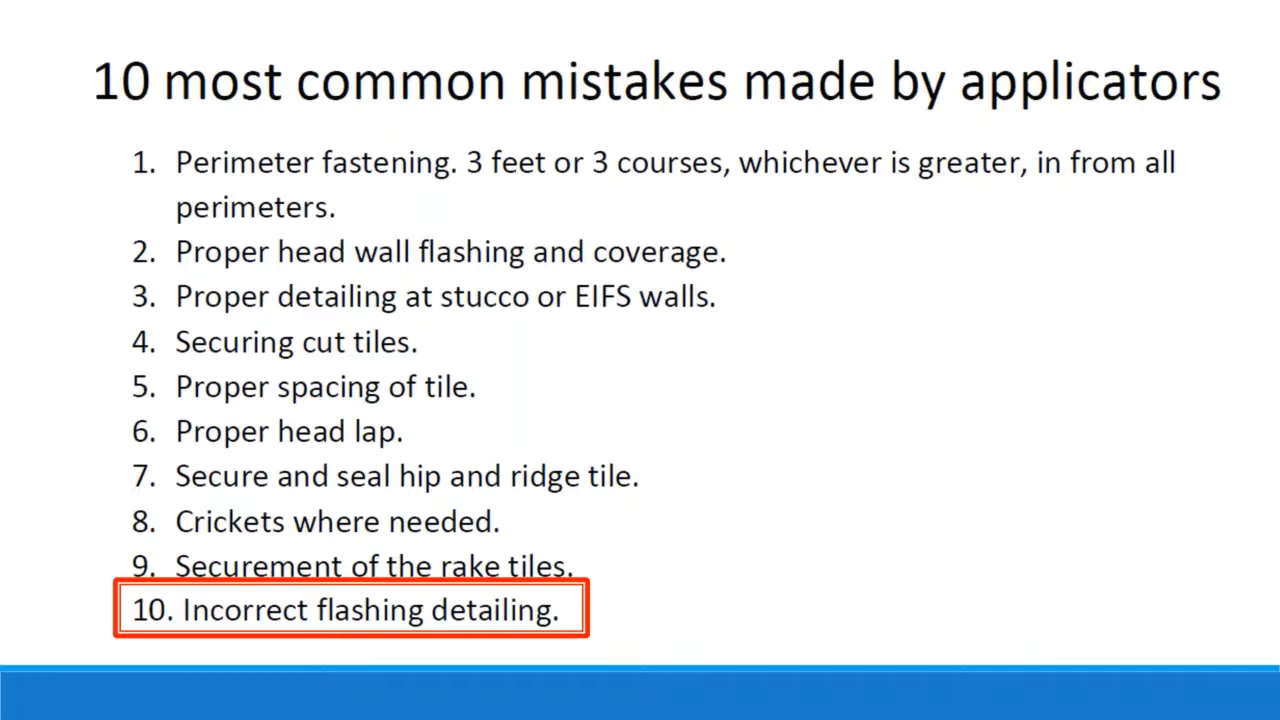 10 most common mistakes made by applicators
1. Perimeter fastening. 3 feet or 3 courses, whichever is greater, in from all
perimeters.
2. Proper head wall flashing and coverage.
3. Proper detailing at stucco or EIFS walls.
4. Securing cut tiles.
5. Proper spacing of tile.
6. Proper head lap.
7. Secure and seal hip and ridge tile.
8. Crickets where needed.
9. Securement of the rake tiles.
10. Incorrect flashing detailing.